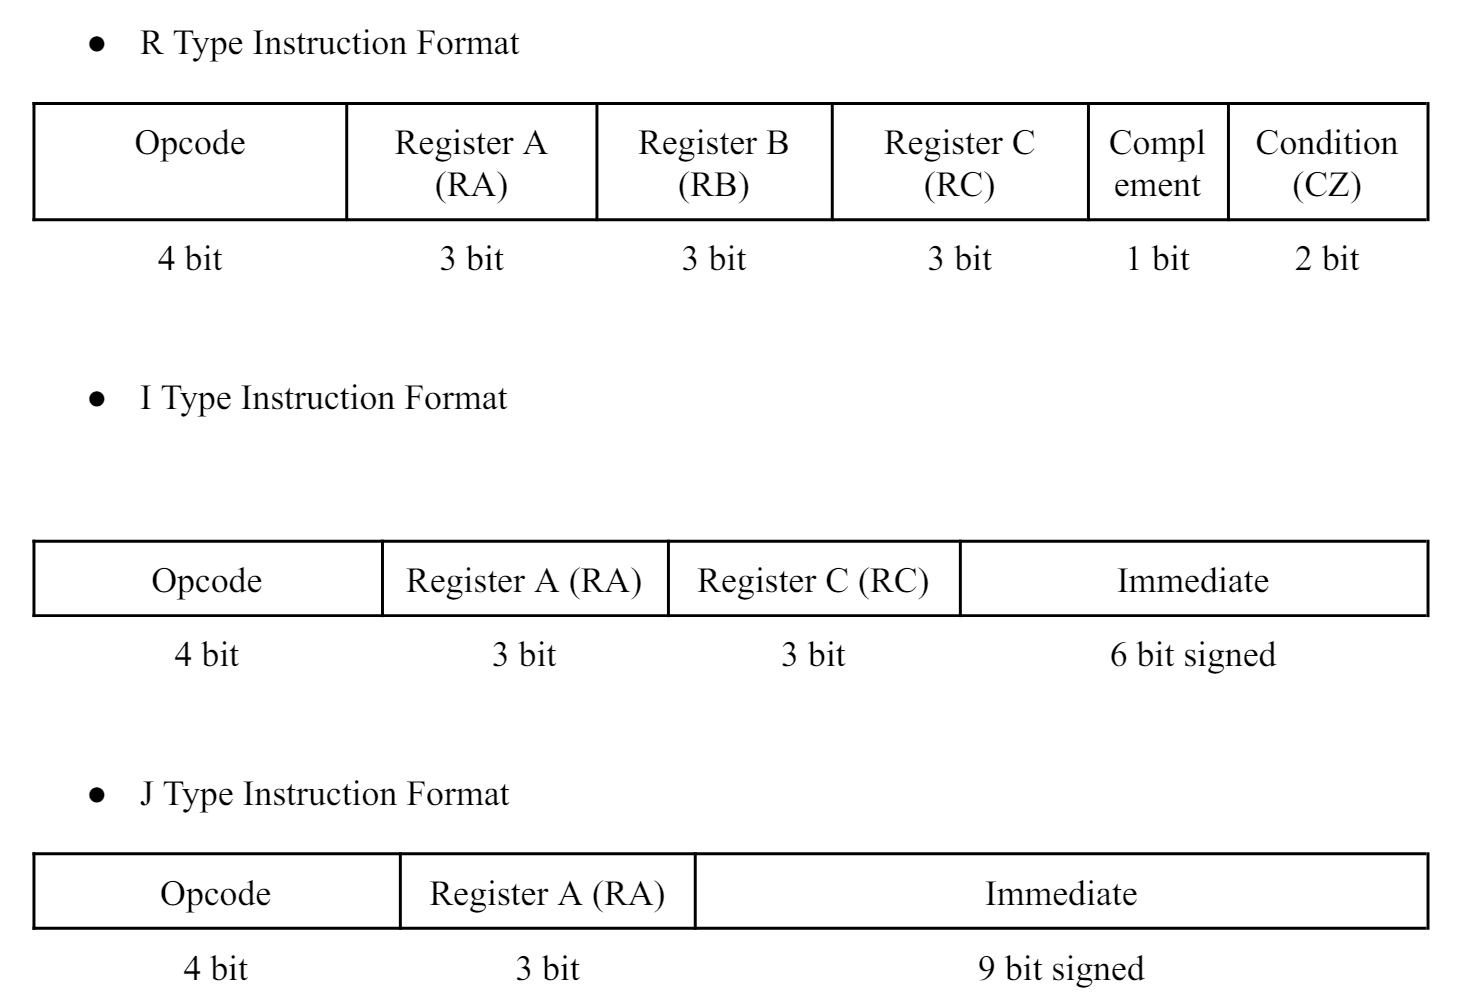 ● R Type Instruction Format
Opcode Register A Register B Register C Compl Condition
(RA) (RB) (RC) ement (CZ)
4 bit 3 bit 3 bit 3 bit 1 bit 2 bit
● I Type Instruction Format
Opcode Register A (RA) Register C (RC) Immediate
4 bit 3 bit 3 bit 6 bit signed
● J Type Instruction Format
Opcode Register A (RA) Immediate
4 bit 3 bit 9 bit signed